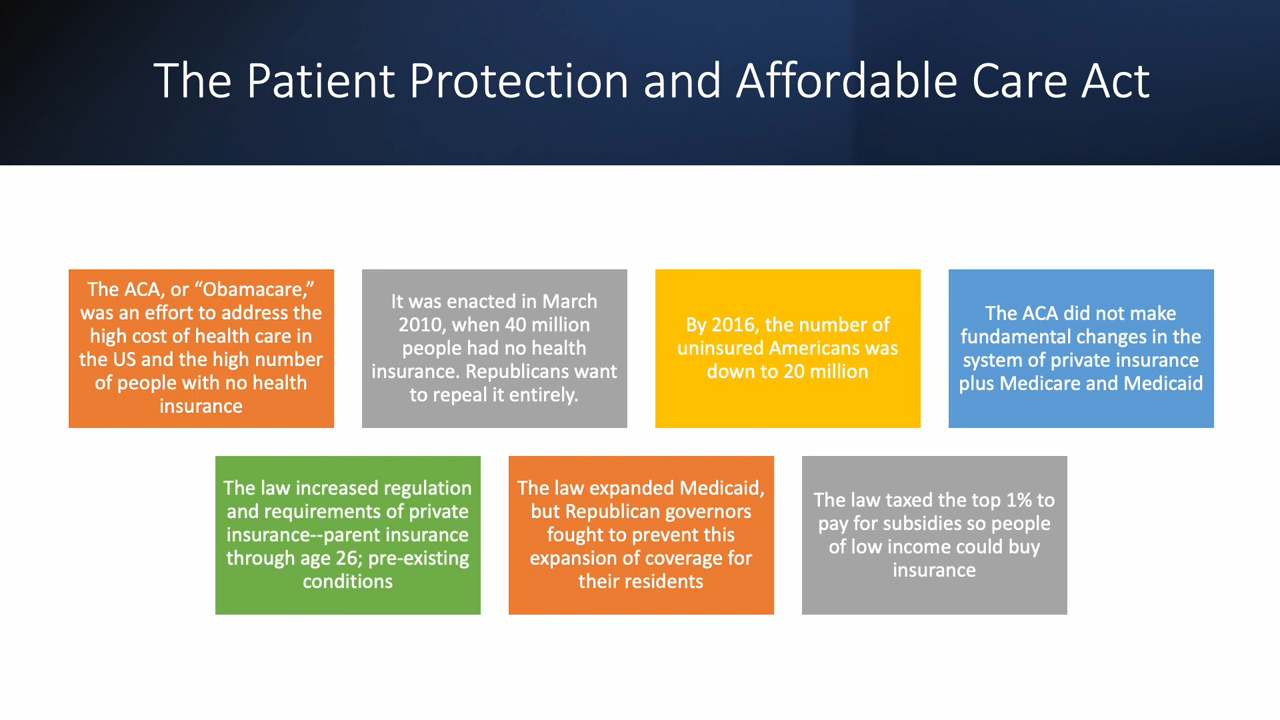 The Patient Protection and Affordable Care Act
The ACA, or “Obamacare,”
was an effort to address the
high cost of health care in
the US and the high number
of people with no health
insurance
It was enacted in March
2010, when 40 million
people had no health
insurance. Republicans want
to repeal it entirely.
By 2016, the number of
uninsured Americans was
down to 20 million
The ACA did not make
fundamental changes in the
system of private insurance
plus Medicare and Medicaid
The law increased regulation
and requirements of private
insurance--parent insurance
through age 26; pre-existing
conditions
The law expanded Medicaid,
but Republican governors
fought to prevent this
expansion of coverage for
their residents
The law taxed the top 1% to
pay for subsidies so people
of low income could buy
insurance